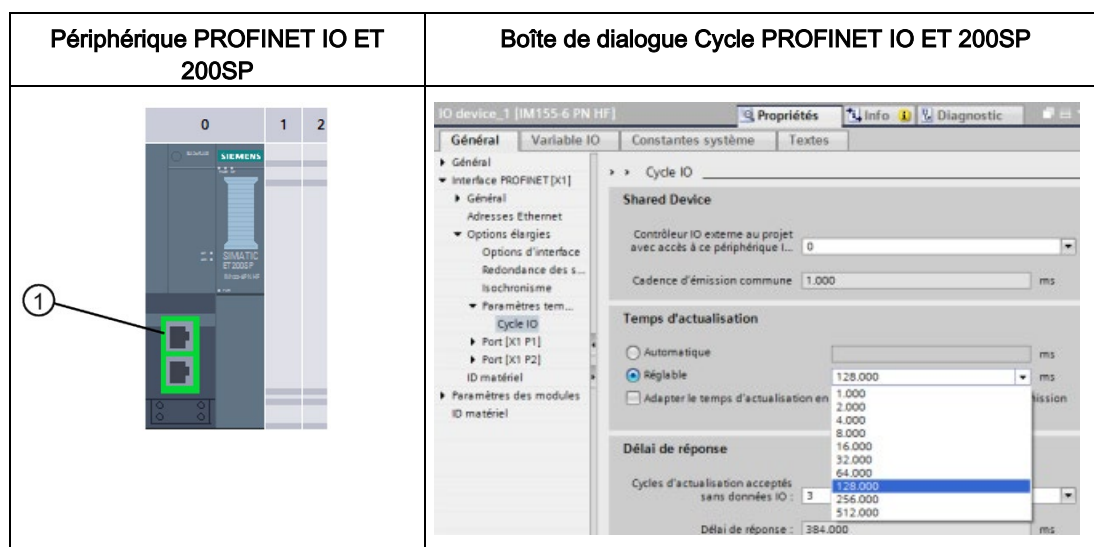 Périphérique PROFINET IO ET
200SP
Boîte de dialogue Cycle PROFINET IO ET 200SP
0 1 2
SIEMENS
SIMATIC
ET 200SP
1
IO device_1 [IM155-6 PN HF]
Propriétés
Info
Diagnostic
Général
Variable IO
Constantes système
Textes
Général
Interface PROFINET [X1]
Général
Adresses Ethernet
Options élargies
Options d'interface
Redondance des s...
Isochronisme
Paramètres tem...
Cycle IO
Port [X1 P1]
Port [X1 P2]
ID matériel
Paramètres des modules
ID matériel
Cycle IO
Shared Device
Contrôleur IO externe au projet
avec accès à ce périphérique I... 0
Cadence d'émission commune 1.000 ms
Temps d'actualisation
Automatique ms
Réglable 128.000 ms
Adapter le temps d'actualisation en
ission
1.000
2.000
4.000
8.000
16.000
32.000
64.000
128.000
256.000
512.000
Délai de réponse
Cycles d'actualisation acceptés
sans données IO : 3
Délai de réponse : 384.000 ms